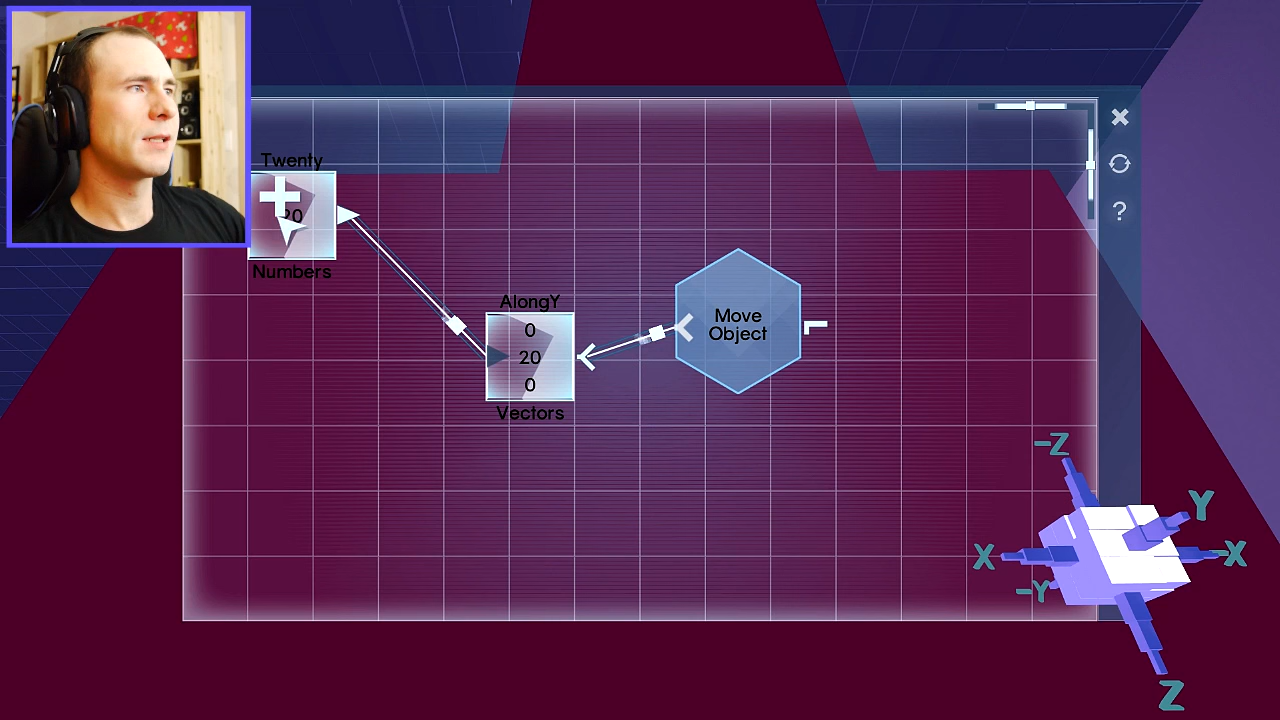 Twenty
20
Numbers
AlongY
0
20
0
Vectors
Move
Object
?
-Z
Y
X
-X
-Y
Z